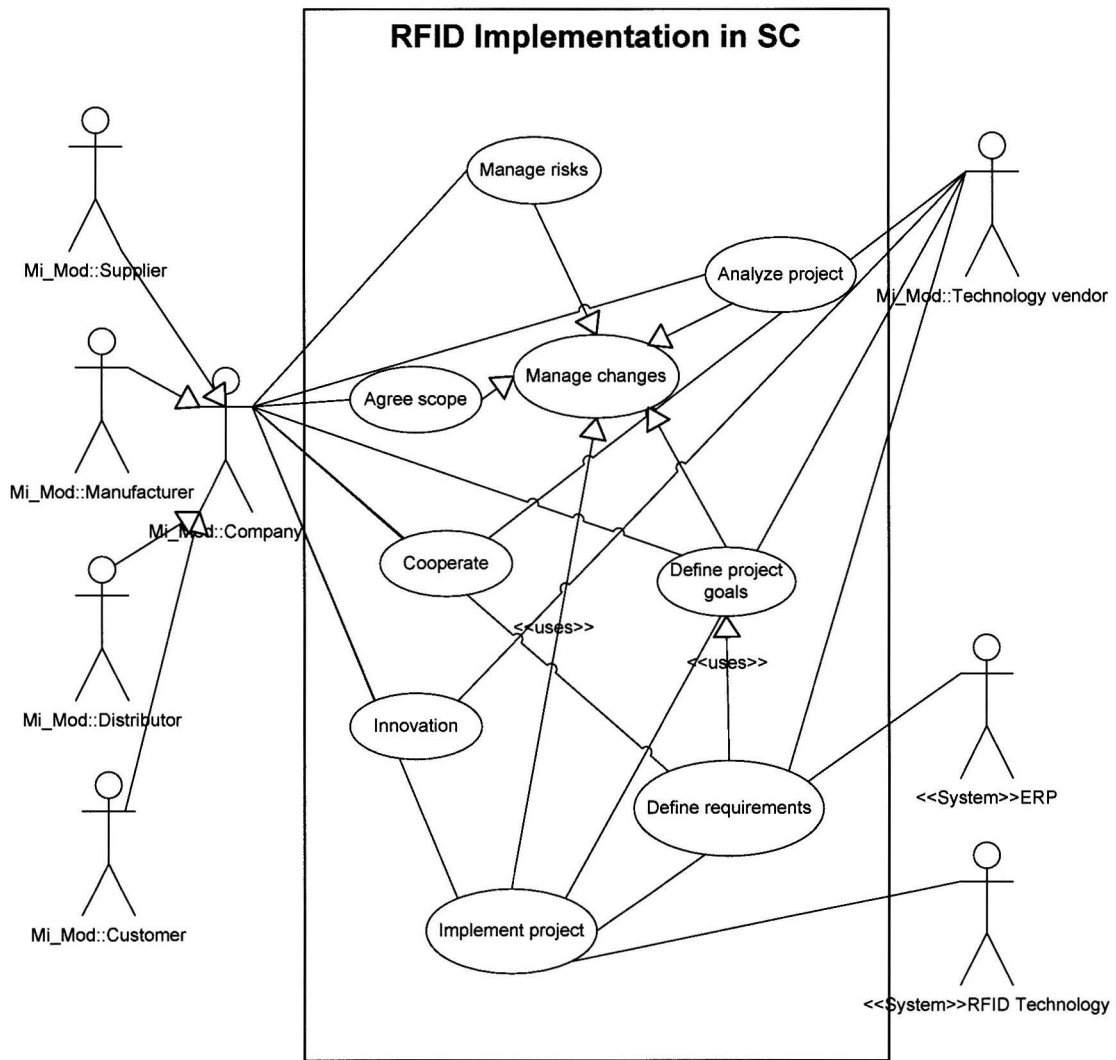 RFID Implementation in SC
Manage risks
Mi_Mod::Supplier
Analyze project
Mi_Mod::Technology vendor
Manage changes
Agree scope
Mi_Mod::Manufacturer
Mi_Mod::Company
Cooperate
Define project
goals
<<uses>>
<<uses>>
Mi_Mod::Distributor
Innovation
<<System>>ERP
Define requirements
Mi_Mod::Customer
Implement project
<<System>>RFID Technology